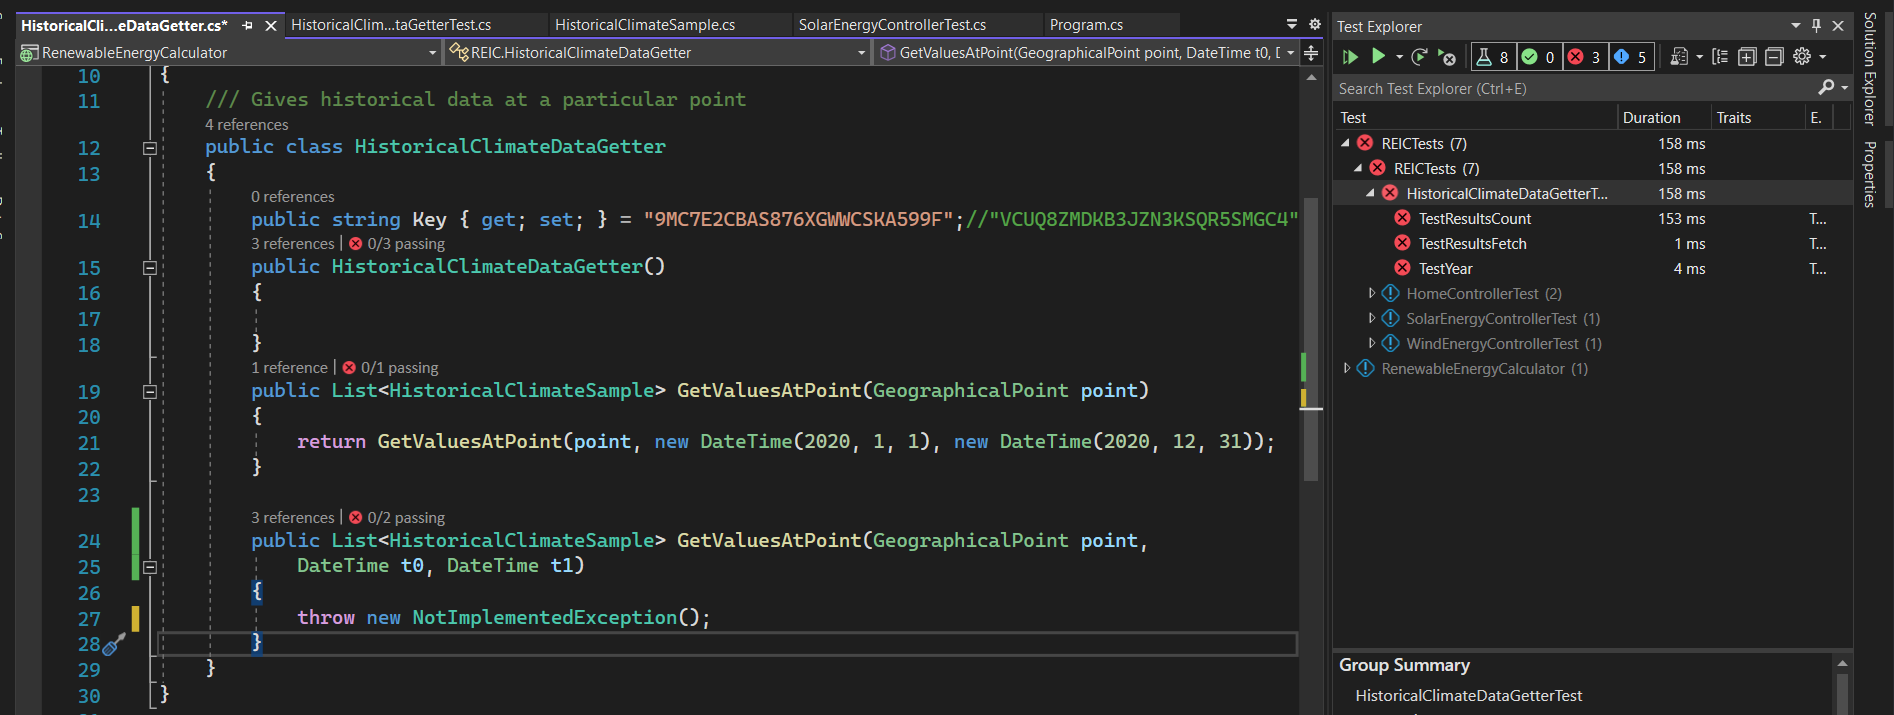 HistoricalCli...eDataGetter.cs*
HistoricalClim...taGetterTest.cs
HistoricalClimateSample.cs
SolarEnergyControllerTest.cs
Program.cs
RenewableEnergyCalculator
REIC.HistoricalClimateDataGetter
GetValuesAtPoint(GeographicalPoint point, DateTime t0, D
10 {
11 /// Gives historical data at a particular point
4 references
12 public class HistoricalClimateDataGetter
13 {
0 references
14 public string Key { get; set; } = "9MC7E2CBAS876XGWWCSKA599F";//"VCUQ8ZMDKB3JZN3KSQR5SMGC4"
3 references | 0/3 passing
15 public HistoricalClimateDataGetter()
16 {
17
18 }
1 reference | 0/1 passing
19 public List<HistoricalClimateSample> GetValuesAtPoint(GeographicalPoint point)
20 {
21 return GetValuesAtPoint(point, new DateTime(2020, 1, 1), new DateTime(2020, 12, 31));
22 }
23
3 references | 0/2 passing
24 public List<HistoricalClimateSample> GetValuesAtPoint(GeographicalPoint point,
25 DateTime t0, DateTime t1)
26 {
27 throw new NotImplementedException();
28 }
29 }
30 }
Test Explorer
8 0 3 5
Search Test Explorer (Ctrl+E)
Test Duration Traits E.
REICTests (7) 158 ms
REICTests (7) 158 ms
HistoricalClimateDataGetterT... 158 ms
TestResultsCount 153 ms T...
TestResultsFetch 1 ms T...
TestYear 4 ms T...
HomeControllerTest (2)
SolarEnergyControllerTest (1)
WindEnergyControllerTest (1)
RenewableEnergyCalculator (1)
Group Summary
HistoricalClimateDataGetterTest
Solution Explorer
Properties